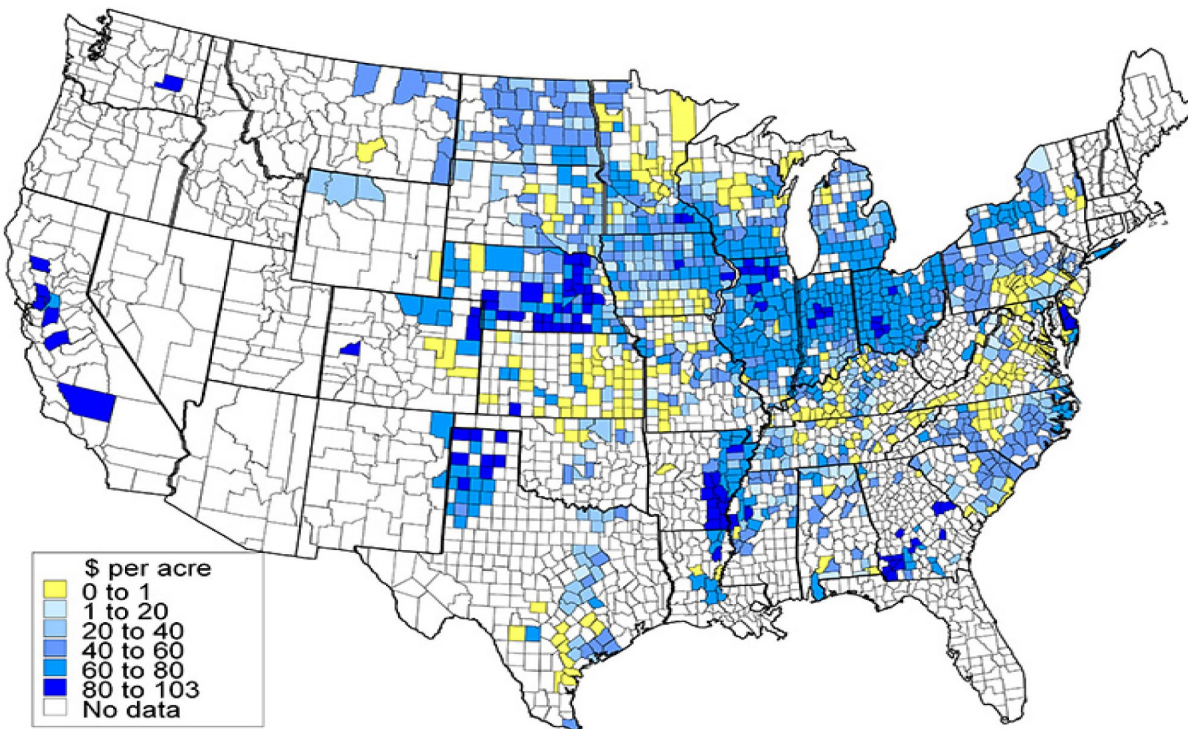 $ per acre
0 to 1
1 to 20
20 to 40
40 to 60
60 to 80
80 to 103
No data